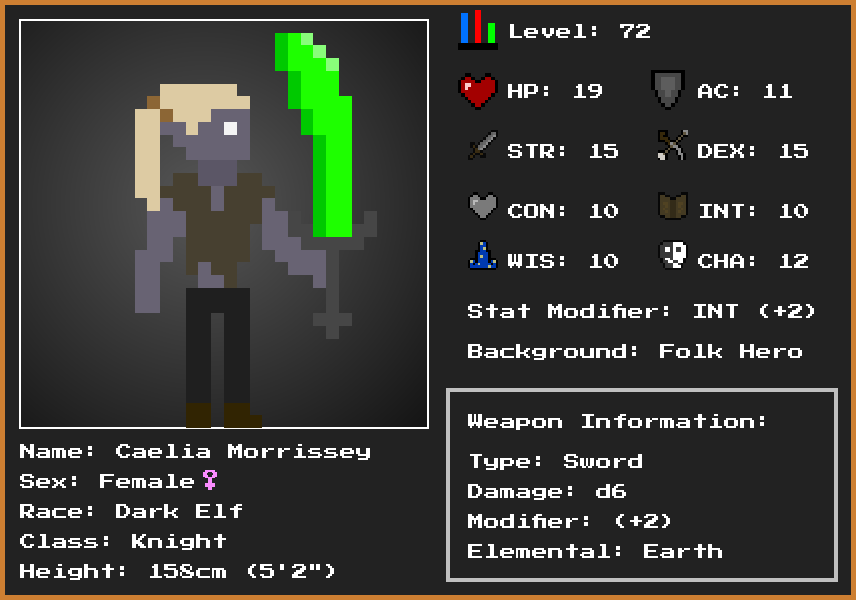 Level: 72
HP: 19 AC: 11
STR: 15 DEX: 15
CON: 10 INT: 10
WIS: 10 CHA: 12
Stat Modifier: INT (+2)
Background: Folk Hero
Weapon Information:
Type: Sword
Damage: d6
Modifier: (+2)
Elemental: Earth
Name: Caelia Morrissey
Sex: Female♀
Race: Dark Elf
Class: Knight
Height: 158cm (5'2")